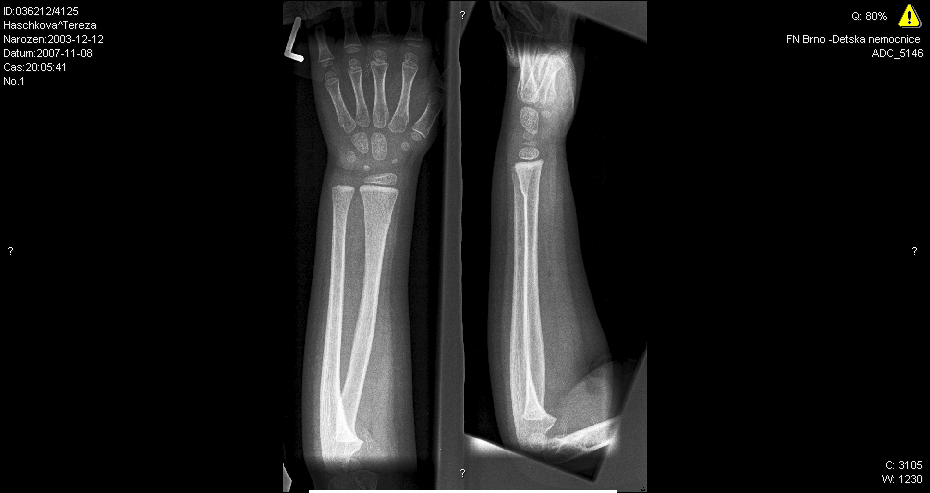 ID:036212/4125
Haschkova^Tereza
Narozen:2003-12-12
Datum:2007-11-08
Cas:20:05:41
No.1
?
Q: 80%
FN Brno -Detska nemocnice
ADC_5146
?
?
L
?
C: 3105
W: 1230